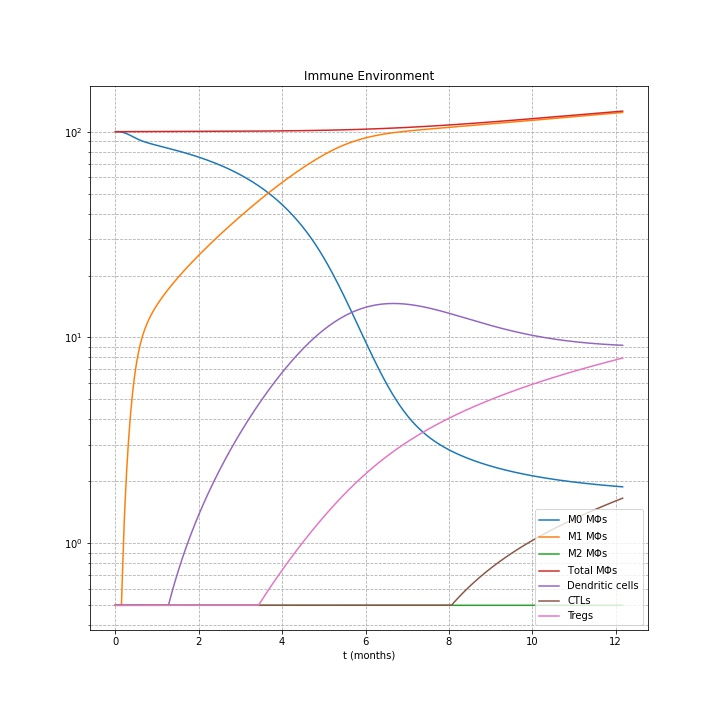 Immune Environment
10²
10¹
10⁰
0 2 4 6 8 10 12
t (months)
M0 MΦs
M1 MΦs
M2 MΦs
Total MΦs
Dendritic cells
CTLs
Tregs